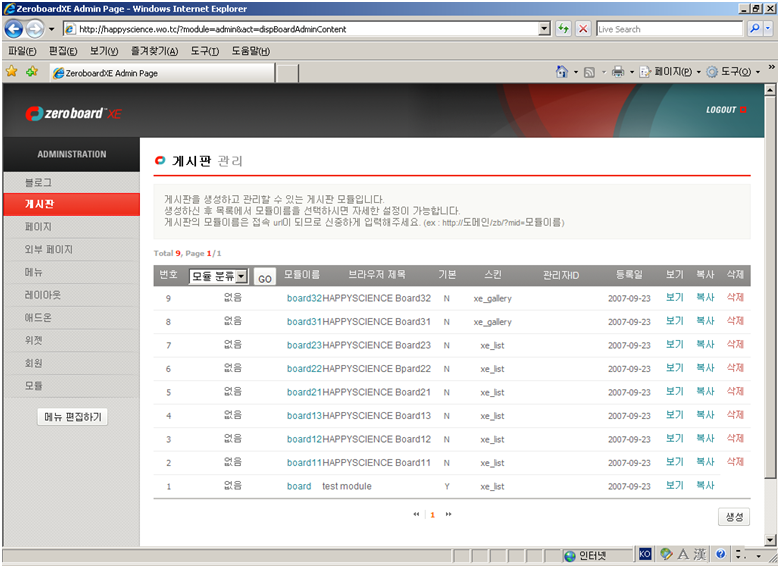 ZeroboardXE Admin Page - Windows Internet Explorer
http://happyscience.wo.tc/?module=admin&act=dispBoardAdminContent
Live Search
파일(F) 편집(E) 보기(V) 즐겨찾기(A) 도구(T) 도움말(H)
ZeroboardXE Admin Page
페이지(P) 도구(O) »
zeroboard™ XE
LOGOUT
ADMINISTRATION
블로그
게시판
페이지
외부 페이지
메뉴
레이아웃
애드온
위젯
회원
모듈
메뉴 편집하기
게시판 관리
게시판을 생성하고 관리할 수 있는 게시판 모듈입니다.
생성하신 후 목록에서 모듈이름을 선택하시면 자세한 설정이 가능합니다.
게시판의 모듈이름은 접속 url이 되므로 신중하게 입력해주세요. (ex : http://도메인/zb/?mid=모듈이름)
Total 9, Page 1/1
번호 모듈 분류 GO 모듈이름 브라우저 제목 기본 스킨 관리자ID 등록일 보기 복사 삭제
9 없음 board32 HAPPYSCIENCE Board32 N xe_gallery 2007-09-23 보기 복사 삭제
8 없음 board31 HAPPYSCIENCE Board31 N xe_gallery 2007-09-23 보기 복사 삭제
7 없음 board23 HAPPYSCIENCE Board23 N xe_list 2007-09-23 보기 복사 삭제
6 없음 board22 HAPPYSCIENCE Bpard22 N xe_list 2007-09-23 보기 복사 삭제
5 없음 board21 HAPPYSCIENCE Board21 N xe_list 2007-09-23 보기 복사 삭제
4 없음 board13 HAPPYSCIENCE Board13 N xe_list 2007-09-23 보기 복사 삭제
3 없음 board12 HAPPYSCIENCE Board12 N xe_list 2007-09-23 보기 복사 삭제
2 없음 board11 HAPPYSCIENCE Board11 N xe_list 2007-09-23 보기 복사 삭제
1 없음 board test module Y xe_list 2007-09-23 보기 복사
1
생성
인터넷
KO A 漢